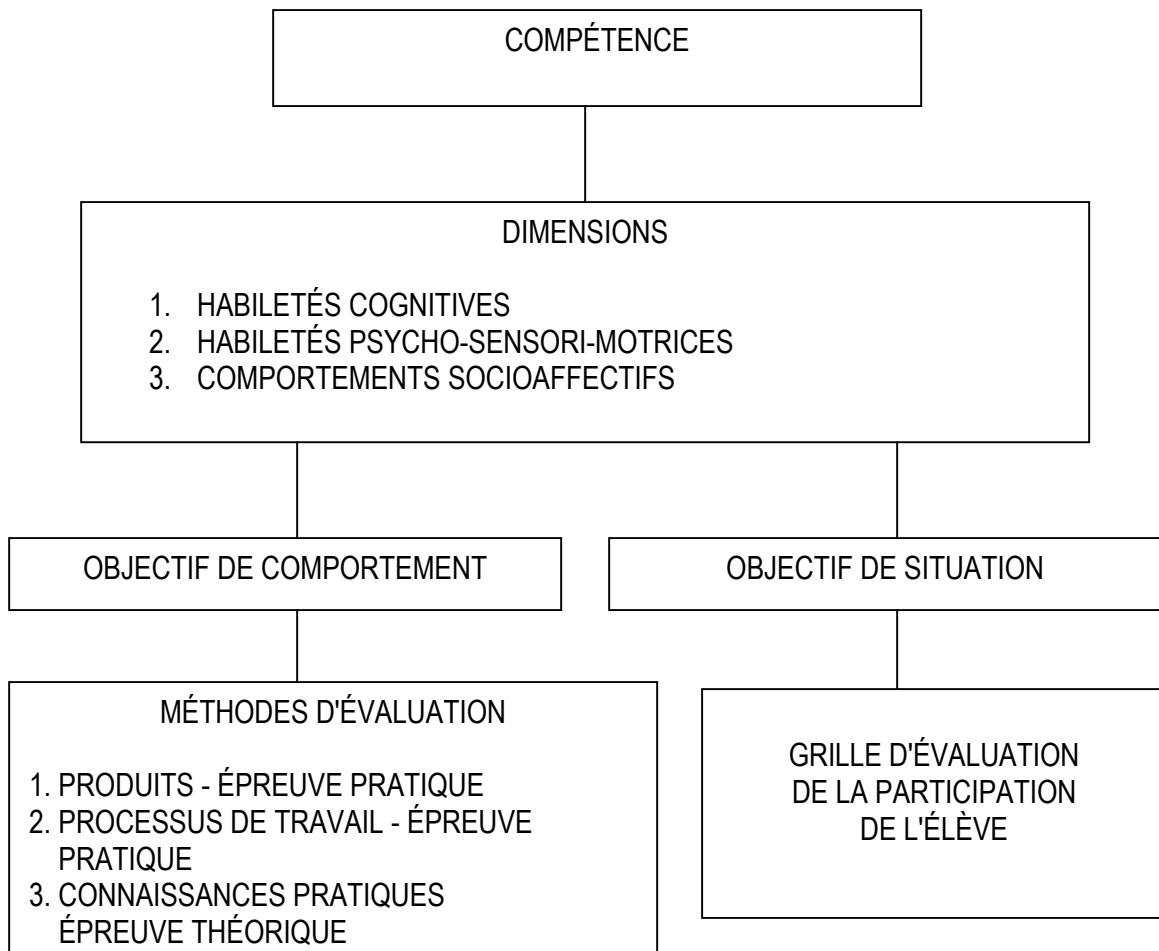 COMPÉTENCE
DIMENSIONS
1. HABILETÉS COGNITIVES
2. HABILETÉS PSYCHO-SENSORI-MOTRICES
3. COMPORTEMENTS SOCIOAFFECTIFS
OBJECTIF DE COMPORTEMENT
OBJECTIF DE SITUATION
MÉTHODES D'ÉVALUATION
1. PRODUITS - ÉPREUVE PRATIQUE
2. PROCESSUS DE TRAVAIL - ÉPREUVE
PRATIQUE
3. CONNAISSANCES PRATIQUES
ÉPREUVE THÉORIQUE
GRILLE D'ÉVALUATION
DE LA PARTICIPATION
DE L'ÉLÈVE